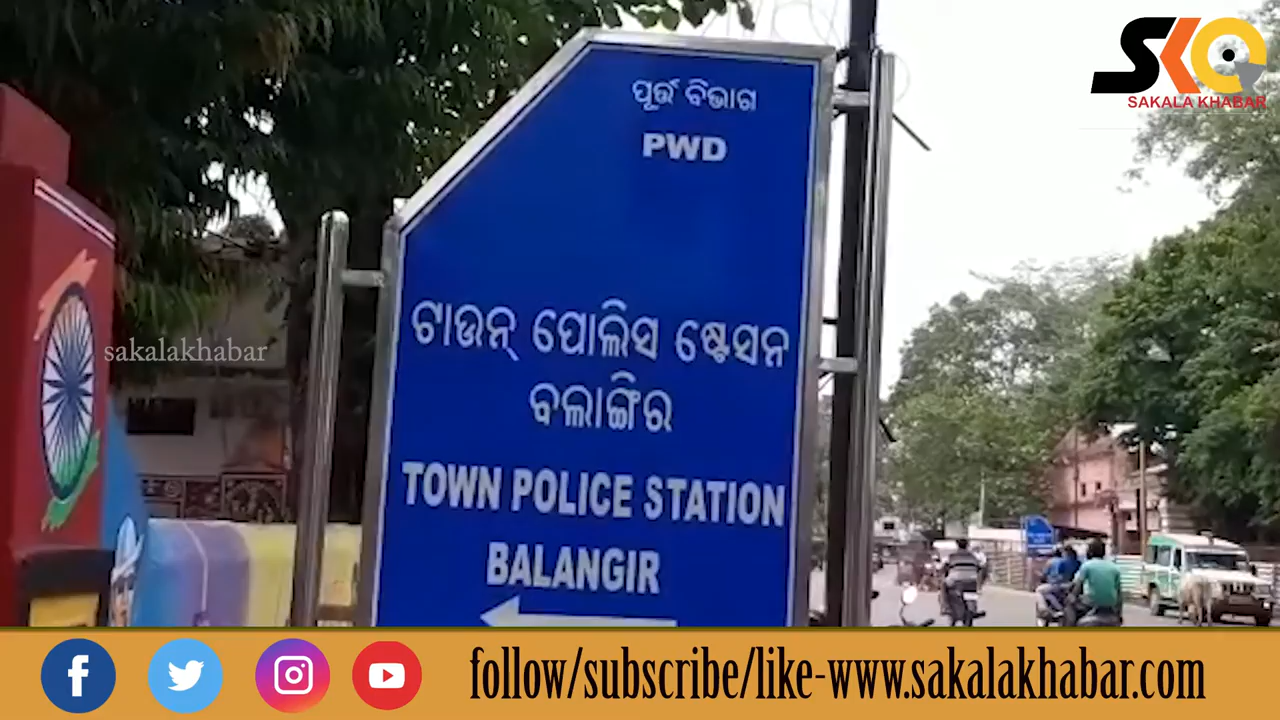 ପୂର୍ତ୍ତ ବିଭାଗ
PWD
SKQ
SAKALA KHABAR
ଟାଉନ୍ ପୋଲିସ ଷ୍ଟେସନ
ବଲାଙ୍ଗିର
sakalakhabar
TOWN POLICE STATION
BALANGIR
follow/subscribe/like-www.sakalakhabar.com